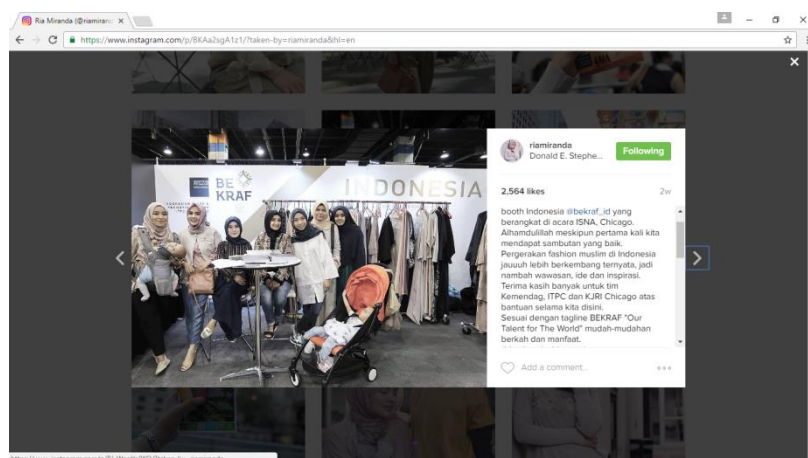 Ria Miranda (@riamirand
https://www.instagram.com/p/BKAa2sgA1z1/?taken-by=riamiranda&hl=en
BE
KRAF
INDONESIA
riamiranda
Donald E. Stephe...
Following
2,564 likes
2w
booth Indonesia @bekraf_id yang
berangkat di acara ISNA, Chicago.
Alhamdulillah meskipun pertama kali kita
mendapat sambutan yang baik.
Pergerakan fashion muslim di Indonesia
jauuuh lebih berkembang ternyata, jadi
nambah wawasan, ide dan inspirasi.
Terima kasih banyak untuk tim
Kemendag, ITPC dan KJRI Chicago atas
bantuan selama kita disini.
Sesuai dengan tagline BEKRAF "Our
Talent for The World" mudah-mudahan
berkah dan manfaat.
Add a comment...